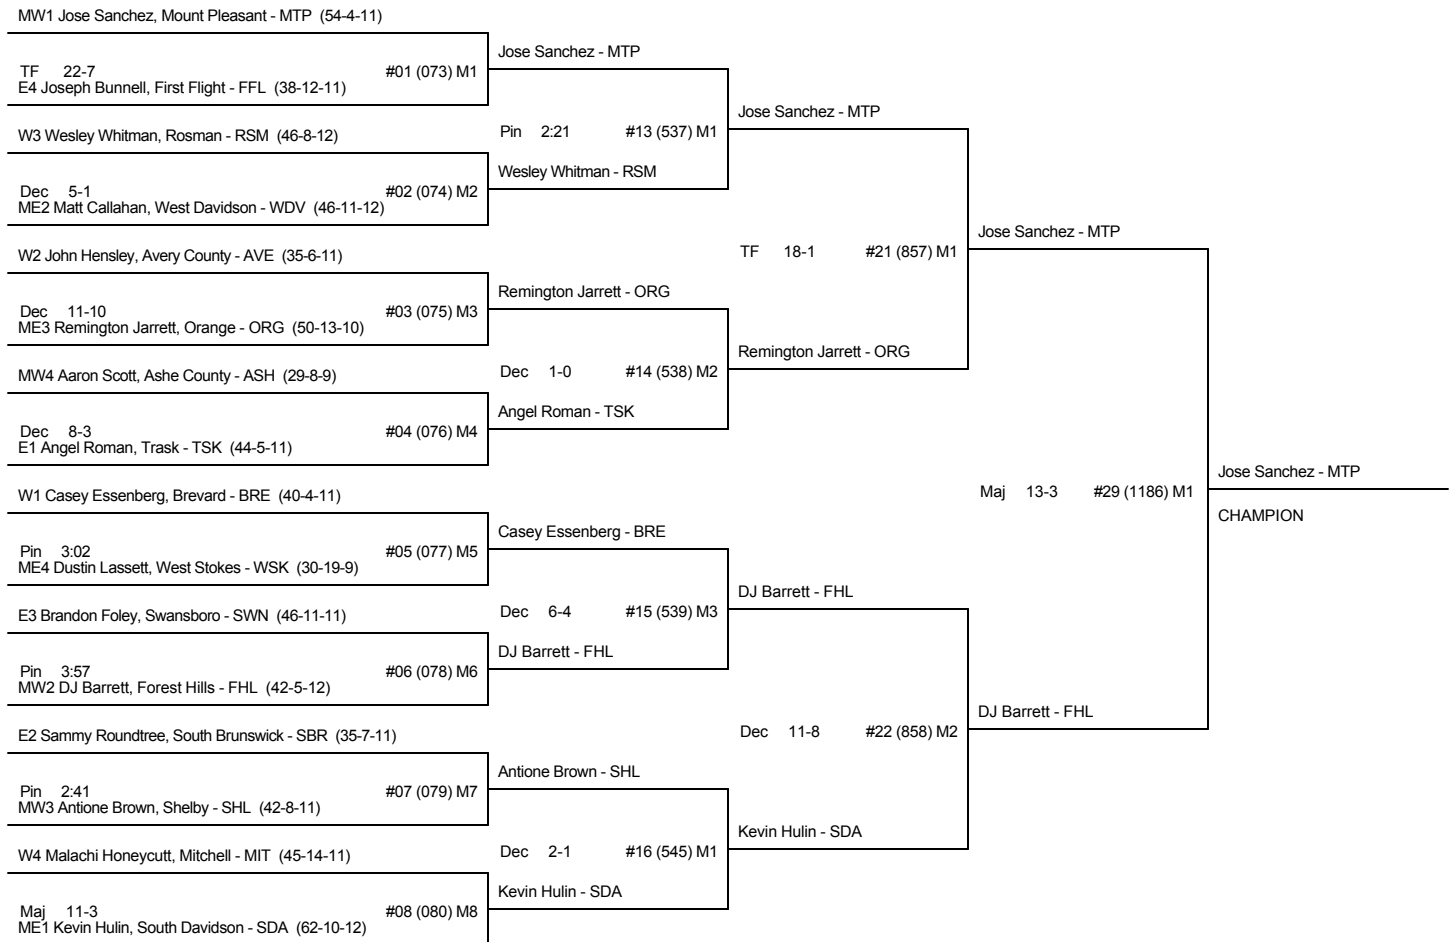 MW1 Jose Sanchez, Mount Pleasant - MTP (54-4-11)
TF 22-7 #01 (073) M1
E4 Joseph Bunnell, First Flight - FFL (38-12-11)
W3 Wesley Whitman, Rosman - RSM (46-8-12)
Dec 5-1 #02 (074) M2
ME2 Matt Callahan, West Davidson - WDV (46-11-12)
W2 John Hensley, Avery County - AVE (35-6-11)
Dec 11-10 #03 (075) M3
ME3 Remington Jarrett, Orange - ORG (50-13-10)
MW4 Aaron Scott, Ashe County - ASH (29-8-9)
Dec 8-3 #04 (076) M4
E1 Angel Roman, Trask - TSK (44-5-11)
W1 Casey Essenberg, Brevard - BRE (40-4-11)
Pin 3:02 #05 (077) M5
ME4 Dustin Lassett, West Stokes - WSK (30-19-9)
E3 Brandon Foley, Swansboro - SWN (46-11-11)
Pin 3:57 #06 (078) M6
MW2 DJ Barrett, Forest Hills - FHL (42-5-12)
E2 Sammy Roundtree, South Brunswick - SBR (35-7-11)
Pin 2:41 #07 (079) M7
MW3 Antione Brown, Shelby - SHL (42-8-11)
W4 Malachi Honeycutt, Mitchell - MIT (45-14-11)
Maj 11-3 #08 (080) M8
ME1 Kevin Hulin, South Davidson - SDA (62-10-12)
Jose Sanchez - MTP
Pin 2:21 #13 (537) M1
Wesley Whitman - RSM
Remington Jarrett - ORG
Dec 1-0 #14 (538) M2
Angel Roman - TSK
Casey Essenberg - BRE
Dec 6-4 #15 (539) M3
DJ Barrett - FHL
Antione Brown - SHL
Dec 2-1 #16 (545) M1
Kevin Hulin - SDA
Jose Sanchez - MTP
TF 18-1 #21 (857) M1
Remington Jarrett - ORG
DJ Barrett - FHL
Dec 11-8 #22 (858) M2
Kevin Hulin - SDA
Jose Sanchez - MTP
Maj 13-3 #29 (1186) M1
DJ Barrett - FHL
Jose Sanchez - MTP
CHAMPION